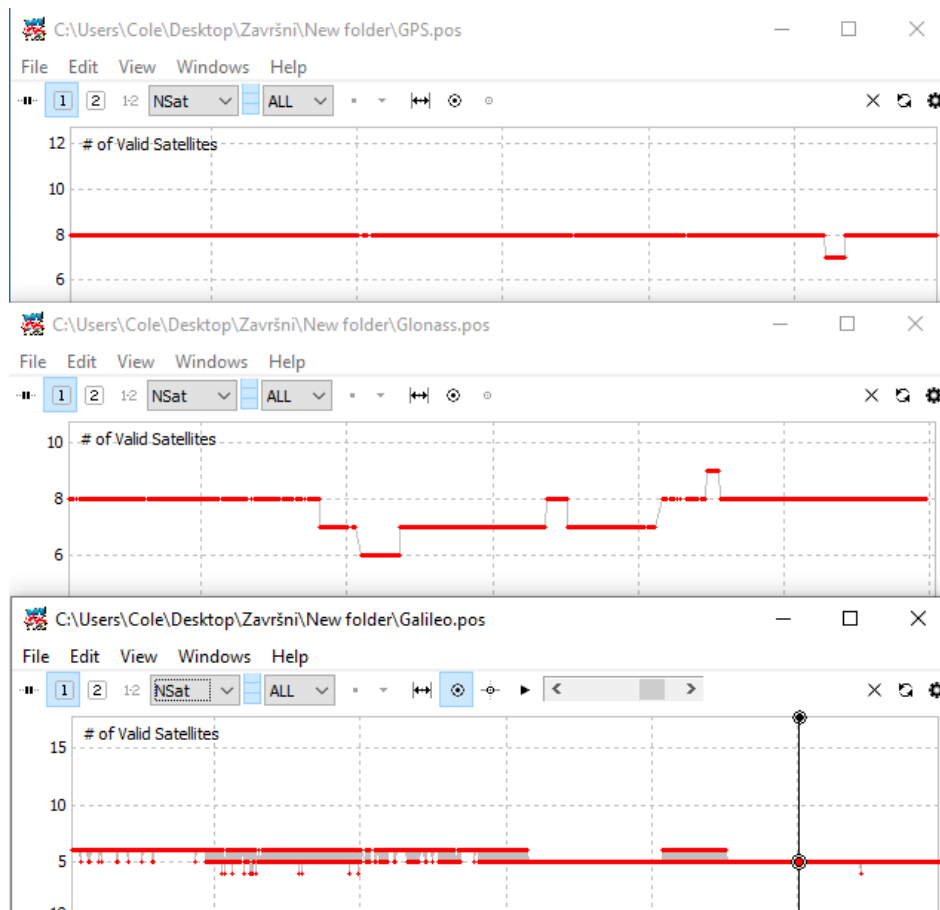 C:\Users\Cole\Desktop\Završni\New folder\GPS.pos
File Edit View Windows Help
1 2 1-2 NSat ALL
12 # of Valid Satellites
10
8
6
C:\Users\Cole\Desktop\Završni\New folder\Glonass.pos
File Edit View Windows Help
1 2 1-2 NSat ALL
10 # of Valid Satellites
8
6
C:\Users\Cole\Desktop\Završni\New folder\Galileo.pos
File Edit View Windows Help
1 2 1-2 NSat ALL
# of Valid Satellites
15
10
5